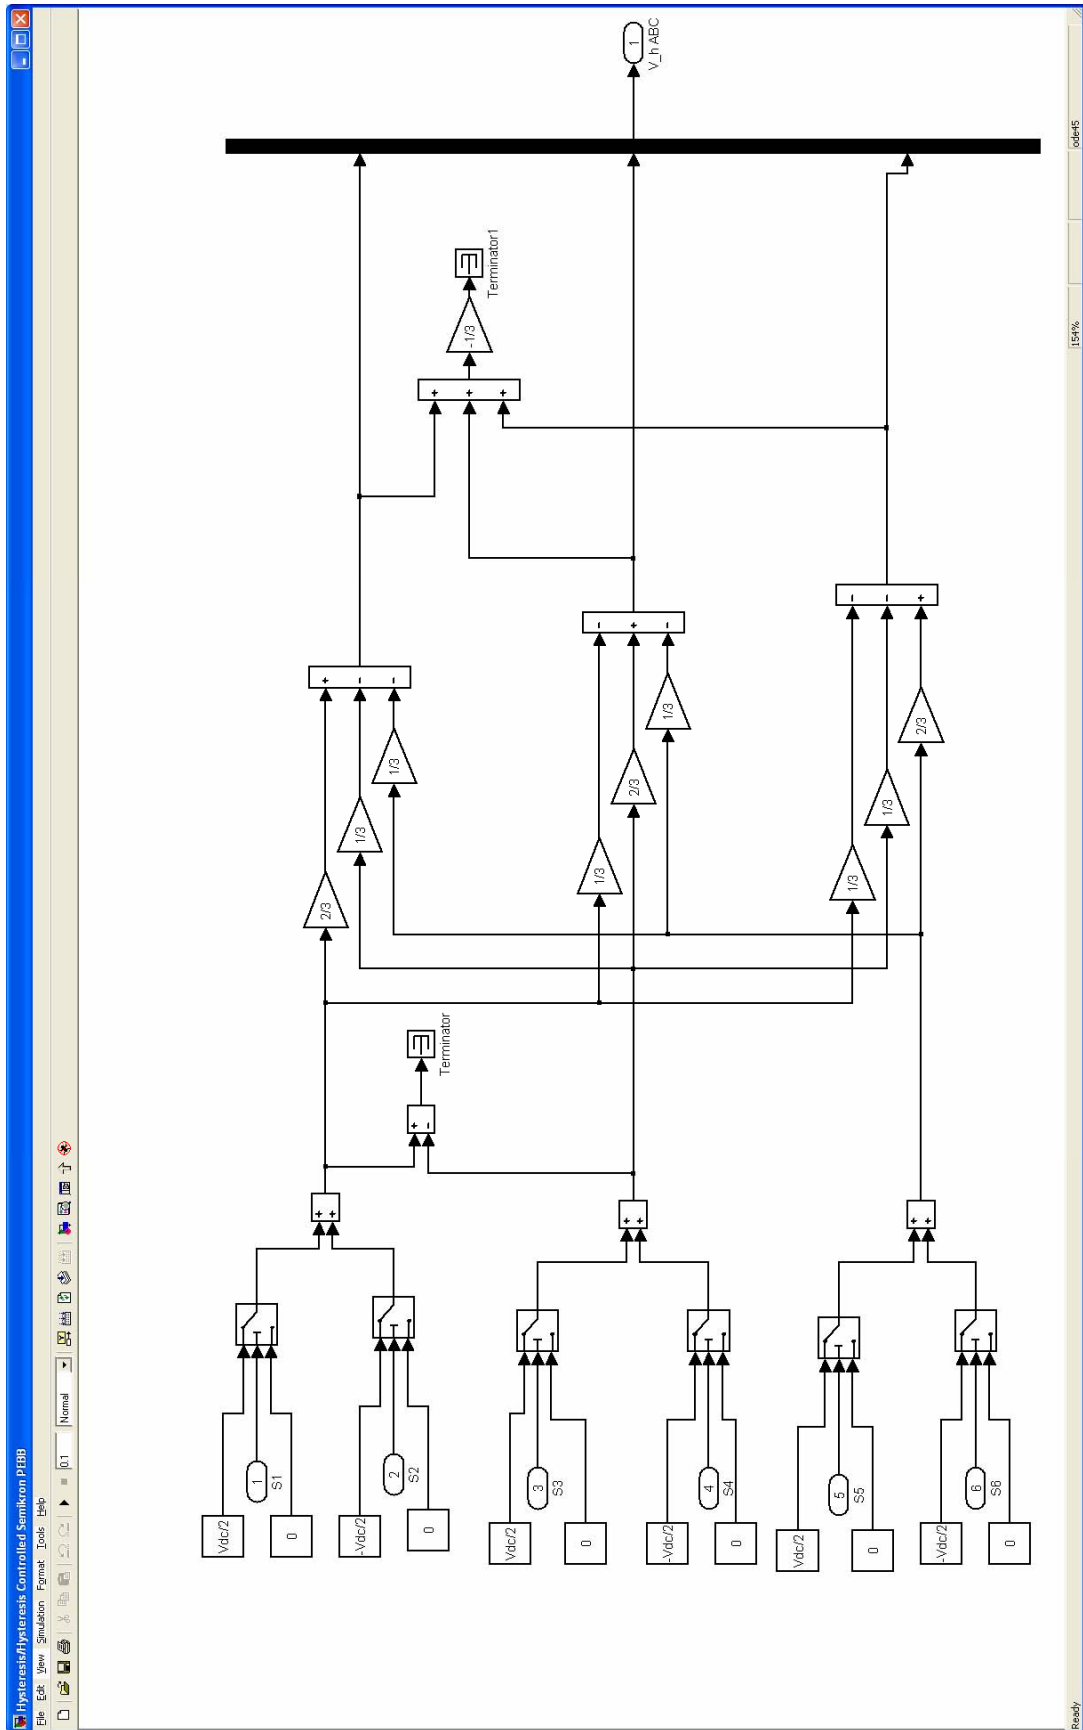 Hysteresis/Hysteresis Controlled Semikron PEBB
File Edit View Simulation Format Tools Help
0.1 Normal
Vdc/2
1
S1
0
-Vdc/2
2
S2
0
Vdc/2
3
S3
0
-Vdc/2
4
S4
0
Vdc/2
5
S5
0
-Vdc/2
6
S6
0
+ +
+ +
+ +
+ −
Terminator
2/3
1/3
1/3
1/3
2/3
1/3
1/3
1/3
2/3
+ − −
− + −
− − +
+ + +
-1/3
Terminator1
1
V_h ABC
Ready 154% ode45